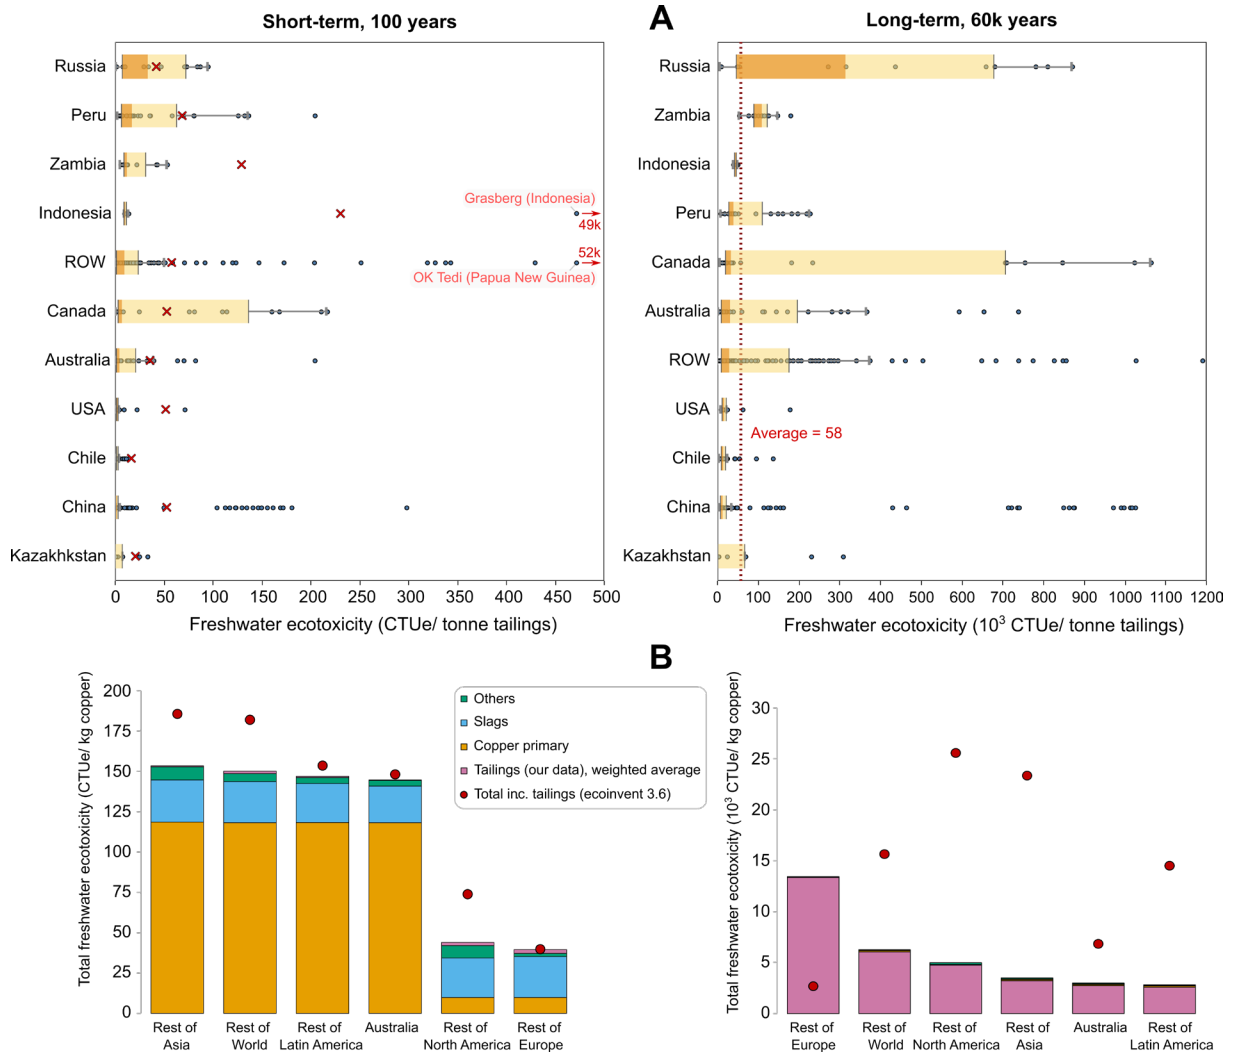 Short-term, 100 years
A
Long-term, 60k years
Russia
Peru
Zambia
Indonesia
ROW
Canada
Australia
USA
Chile
China
Kazakhkstan
Grasberg (Indonesia)
49k
52k
OK Tedi (Papua New Guinea)
0 50 100 150 200 250 300 350 400 450 500
Freshwater ecotoxicity (CTUe/ tonne tailings)
Russia
Zambia
Indonesia
Peru
Canada
Australia
ROW
USA
Chile
China
Kazakhstan
Average = 58
0 100 200 300 400 500 600 700 800 900 1000 1100 1200
Freshwater ecotoxicity (10³ CTUe/ tonne tailings)
B
Total freshwater ecotoxicity (CTUe/ kg copper)
200
175
150
125
100
75
50
25
0
Rest of
Asia
Rest of
World
Rest of
Latin America
Australia
Rest of
North America
Rest of
Europe
Others
Slags
Copper primary
Tailings (our data), weighted average
Total inc. tailings (ecoinvent 3.6)
Total freshwater ecotoxicity (10³ CTUe/ kg copper)
30
25
20
15
10
5
0
Rest of
Europe
Rest of
World
Rest of
North America
Rest of
Asia
Australia
Rest of
Latin America